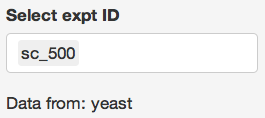 Select expt ID
sc_500
Data from: yeast